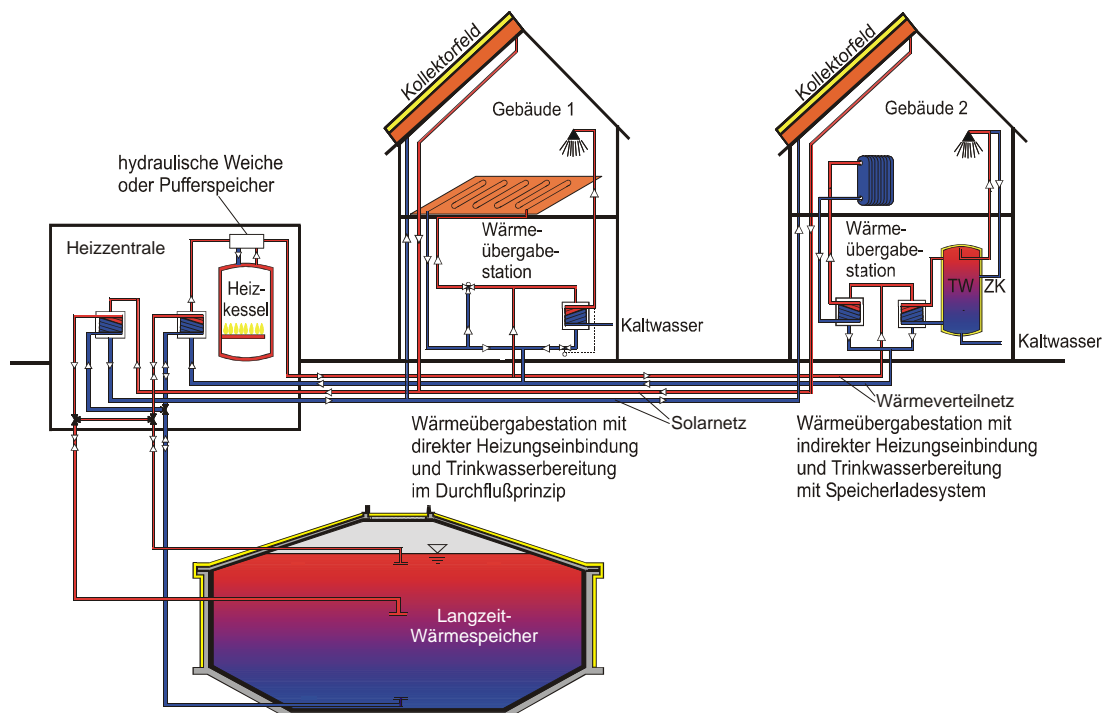 Kollektorfeld
Gebäude 1
Kollektorfeld
Gebäude 2
hydraulische Weiche
oder Pufferspeicher
Heizzentrale
Heiz-
kessel
Wärme-
übergabe-
station
Kaltwasser
Wärme-
übergabe-
station
TW
ZK
Kaltwasser
Wärmeverteilnetz
Solarnetz
Wärmeübergabestation mit
direkter Heizungseinbindung
und Trinkwasserbereitung
im Durchflußprinzip
Wärmeübergabestation mit
indirekter Heizungseinbindung
und Trinkwasserbereitung
mit Speicherladesystem
Langzeit-
Wärmespeicher